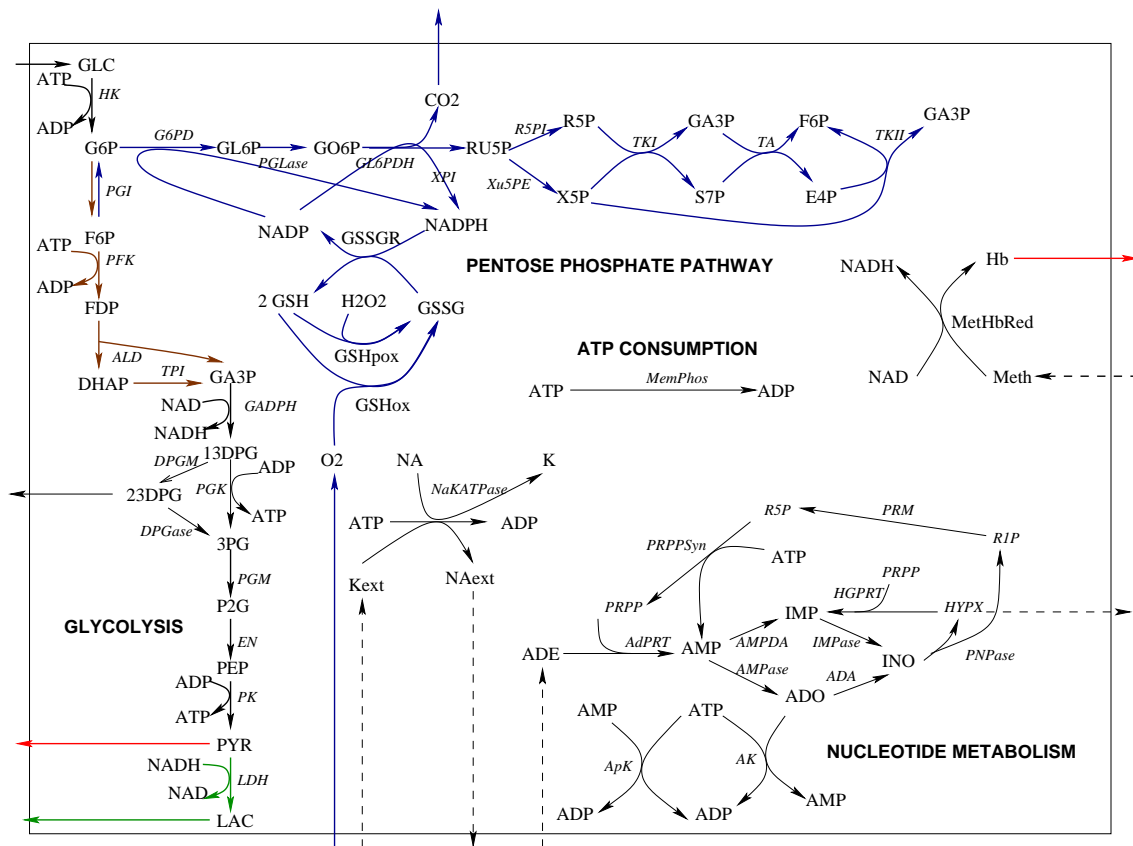 GLC
ATP
HK
ADP
CO2
G6P
G6PD
GL6P
PGLase
GO6P
GL6PDH
RU5P
R5PI
R5P
TKI
GA3P
TA
F6P
TKII
GA3P
XPI
Xu5PE
X5P
S7P
E4P
PGI
NADP
NADPH
F6P
ATP
PFK
ADP
GSSGR
PENTOSE PHOSPHATE PATHWAY
NADH
Hb
FDP
2 GSH
H2O2
GSSG
MetHbRed
GSHpox
ATP CONSUMPTION
ALD
DHAP
TPI
GA3P
ATP
MemPhos
ADP
NAD
Meth
NAD
GADPH
GSHox
NADH
13DPG
DPGM
ADP
O2
NA
K
23DPG
PGK
NaKATPase
ATP
ATP
ADP
R5P
PRM
DPGase
3PG
PRPPSyn
ATP
R1P
PGM
Kext
NAext
PRPP
HGPRT
P2G
PRPP
IMP
HYPX
GLYCOLYSIS
EN
ADE
AdPRT
AMP
AMPDA
IMPase
INO
PNPase
PEP
AMPase
ADA
ADP
PK
ADO
ATP
AMP
ATP
PYR
NUCLEOTIDE METABOLISM
NADH
LDH
ApK
AK
NAD
LAC
ADP
ADP
AMP